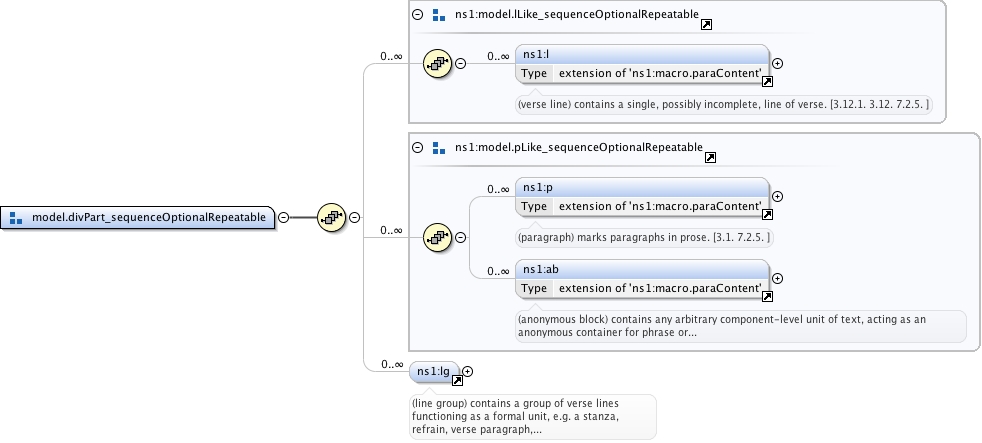 ns1:model.lLike_sequenceOptionalRepeatable
0..∞
0..∞
ns1:l
Type extension of 'ns1:macro.paraContent'
(verse line) contains a single, possibly incomplete, line of verse. [3.12.1. 3.12. 7.2.5. ]
ns1:model.pLike_sequenceOptionalRepeatable
0..∞
ns1:p
Type extension of 'ns1:macro.paraContent'
(paragraph) marks paragraphs in prose. [3.1. 7.2.5. ]
model.divPart_sequenceOptionalRepeatable
0..∞
0..∞
ns1:ab
Type extension of 'ns1:macro.paraContent'
(anonymous block) contains any arbitrary component-level unit of text, acting as an
anonymous container for phrase or...
0..∞
ns1:lg
(line group) contains a group of verse lines
functioning as a formal unit, e.g. a stanza,
refrain, verse paragraph,...